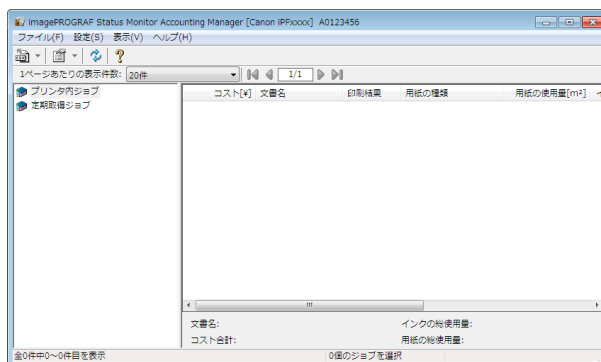 imagePROGRAF Status Monitor Accounting Manager [Canon iPFxxxx]  A0123456
ファイル(F) 設定(S) 表示(V) ヘルプ(H)
1ページあたりの表示件数: 20件 1/1
プリンタ内ジョブ
定期取得ジョブ
コスト[¥] 文書名 印刷結果 用紙の種類 用紙の使用量[m²]
文書名: インクの総使用量:
コスト合計: 用紙の総使用量:
全0件中0～0件目を表示 0個のジョブを選択